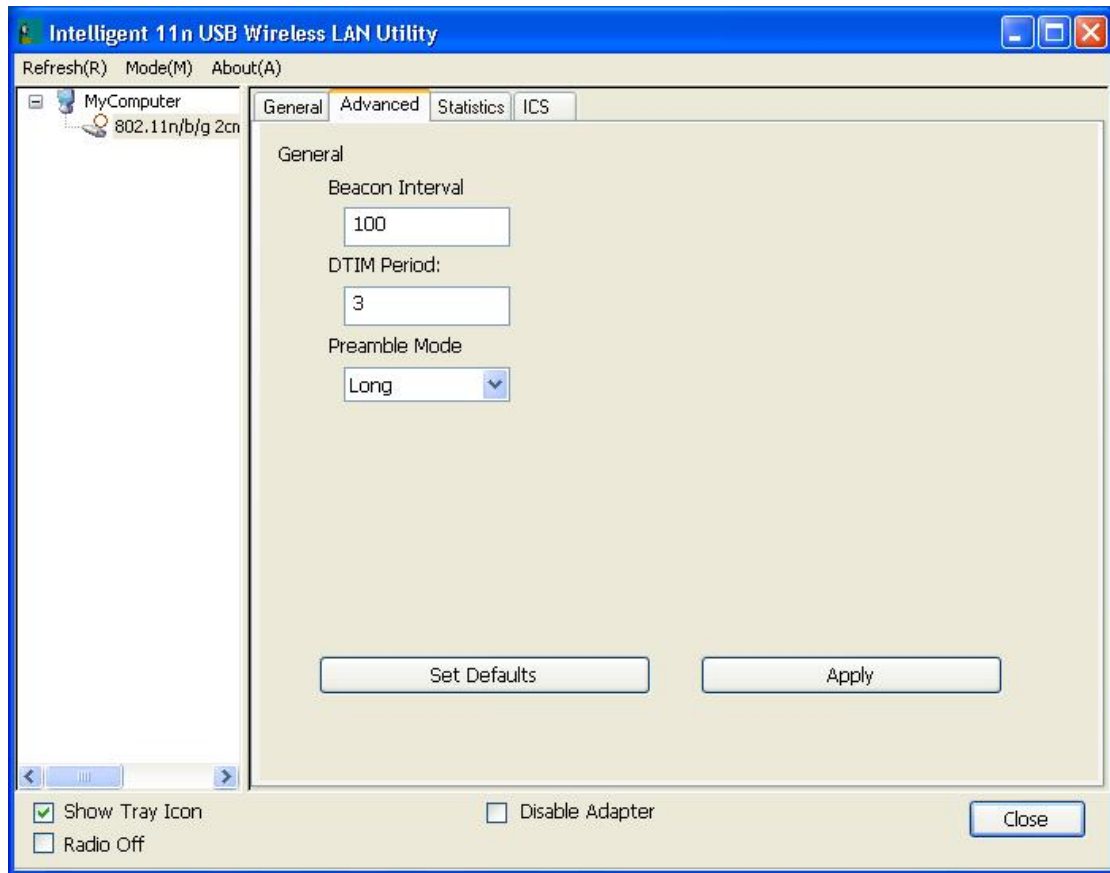 Intelligent 11n USB Wireless LAN Utility
Refresh(R) Mode(M) About(A)
MyComputer
802.11n/b/g 2cn
General Advanced Statistics ICS
General
Beacon Interval
100
DTIM Period:
3
Preamble Mode
Long
Set Defaults Apply
Show Tray Icon Disable Adapter
Radio Off
Close